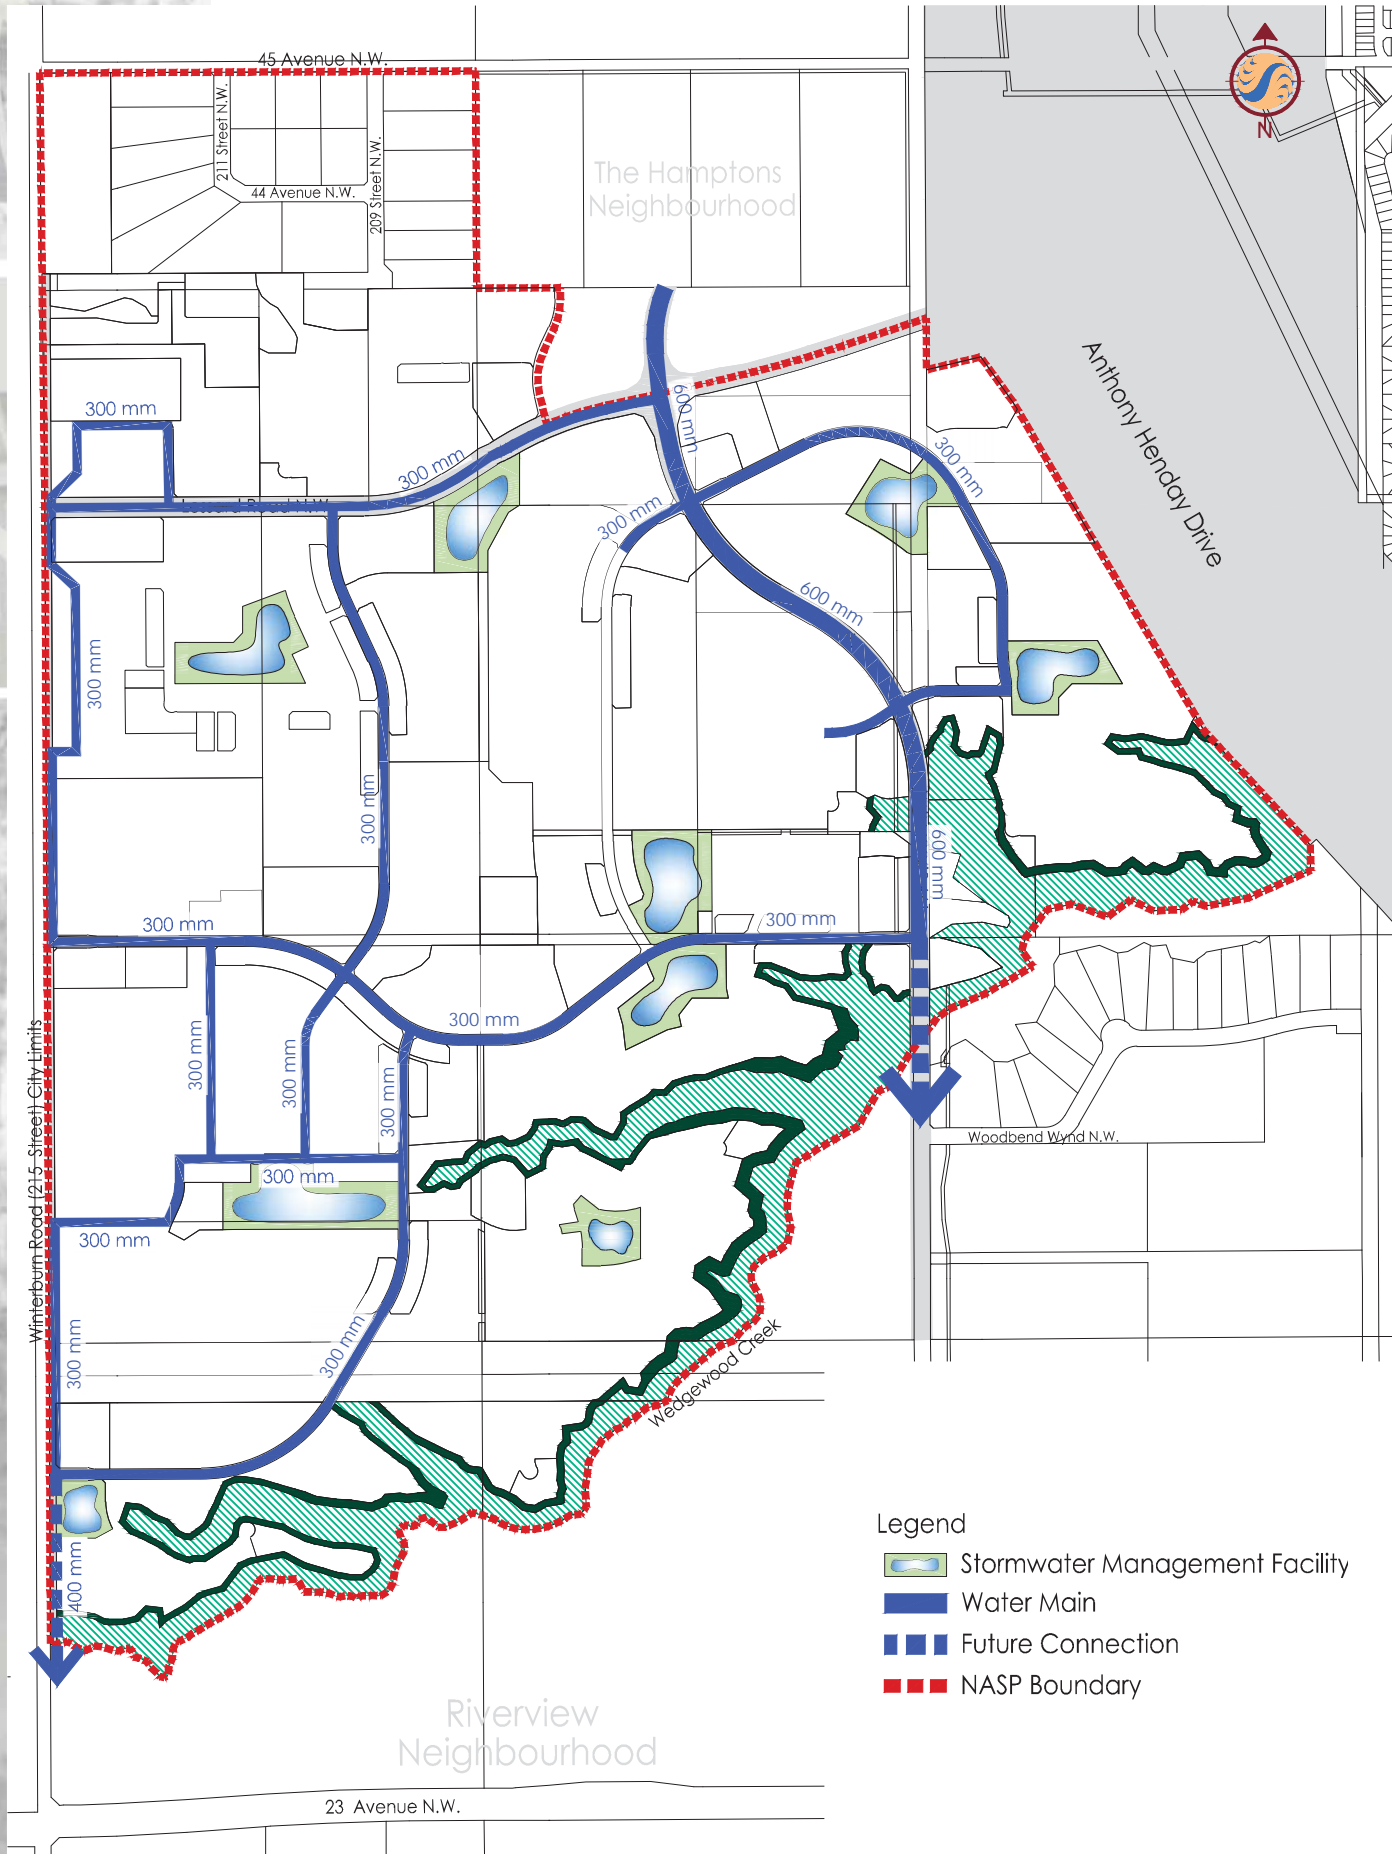 45 Avenue N.W.
211 Street N.W.
44 Avenue N.W.
209 Street N.W.
The Hamptons
Neighbourhood
N
Anthony Henday Drive
300 mm
600 mm
300 mm
300 mm
300 mm
Lessard Road N.W.
600 mm
300 mm
300 mm
600 mm
300 mm
300 mm
300 mm
300 mm
300 mm
300 mm
Winterburn Road (215 Street) City Limits
Woodbend Wynd N.W.
300 mm
300 mm
300 mm
300 mm
Wedgewood Creek
400 mm
Legend
Stormwater Management Facility
Water Main
Future Connection
NASP Boundary
Riverview
Neighbourhood
23 Avenue N.W.